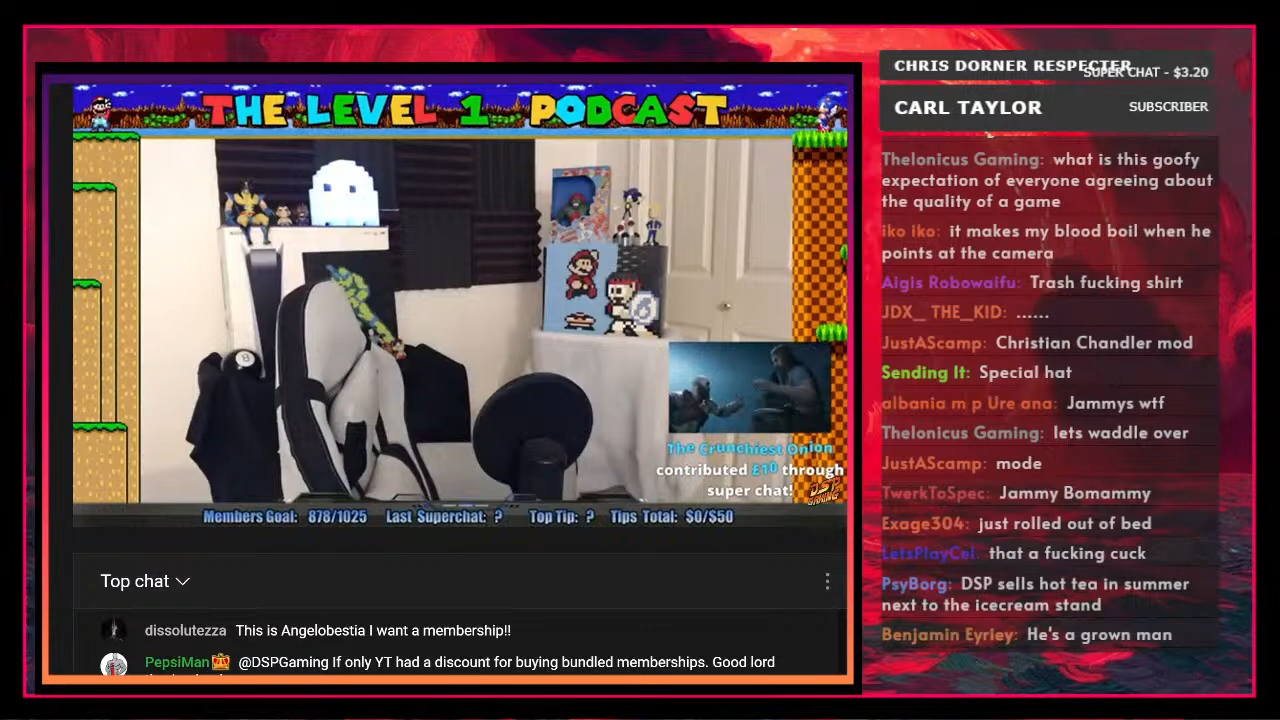 THE LEVEL 1 PODCAST
8
The Crunchiest Onion
contributed £10 through
super chat!
DSP
GAMING
Members Goal: 878/1025 Last Superchat: ? Top Tip: ? Tips Total: $0/$50
Top chat
dissolutezza This is Angelobestia I want a membership!!
PepsiMan @DSPGaming If only YT had a discount for buying bundled memberships. Good lord
CHRIS DORNER RESPECTER
SUPER CHAT - $3.20
CARL TAYLOR SUBSCRIBER
Thelonicus Gaming: what is this goofy
expectation of everyone agreeing about
the quality of a game
iko iko: it makes my blood boil when he
points at the camera
Aigis Robowaifu: Trash fucking shirt
JDX_ THE_KID: ......
JustAScamp: Christian Chandler mod
Sending It: Special hat
albania m p Ure ana: Jammys wtf
Thelonicus Gaming: lets waddle over
JustAScamp: mode
TwerkToSpec: Jammy Bomammy
Exage304: just rolled out of bed
LetsPlayCel: that a fucking cuck
PsyBorg: DSP sells hot tea in summer
next to the icecream stand
Benjamin Eyrley: He's a grown man